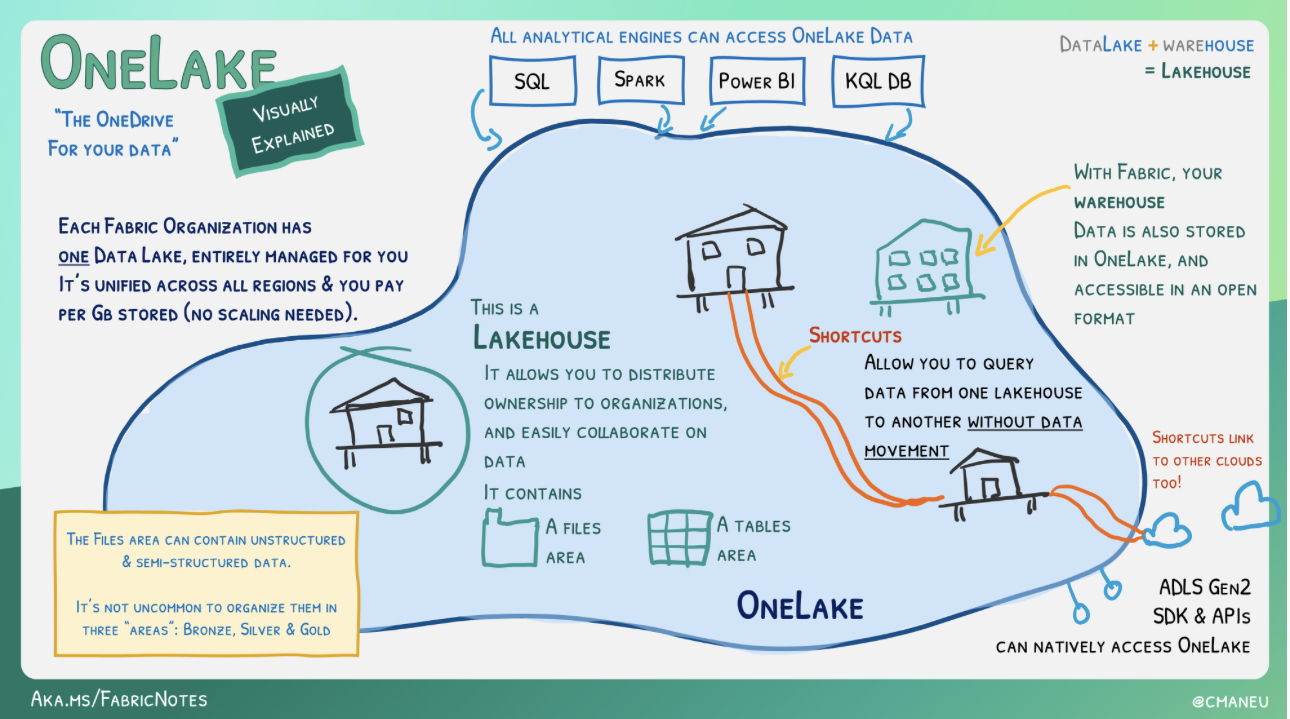 OneLake
Visually
Explained
"The OneDrive
For your data"
All analytical engines can access OneLake Data
SQL
Spark
Power BI
KQL DB
DataLake + warehouse
= Lakehouse
Each Fabric Organization has
one Data Lake, entirely managed for you
It's unified across all regions & you pay
per Gb stored (no scaling needed).
With Fabric, your
warehouse
Data is also stored
in OneLake, and
accessible in an open
format
This is a
Lakehouse
It allows you to distribute
ownership to organizations,
and easily collaborate on
data
It contains
A files
area
A tables
area
Shortcuts
Allow you to query
data from one lakehouse
to another without data
movement
Shortcuts link
to other clouds
too!
The Files area can contain unstructured
& semi-structured data.
It's not uncommon to organize them in
three "areas": Bronze, Silver & Gold
OneLake
ADLS Gen2
SDK & APIs
can natively access OneLake
Aka.ms/FabricNotes
@cmaneu